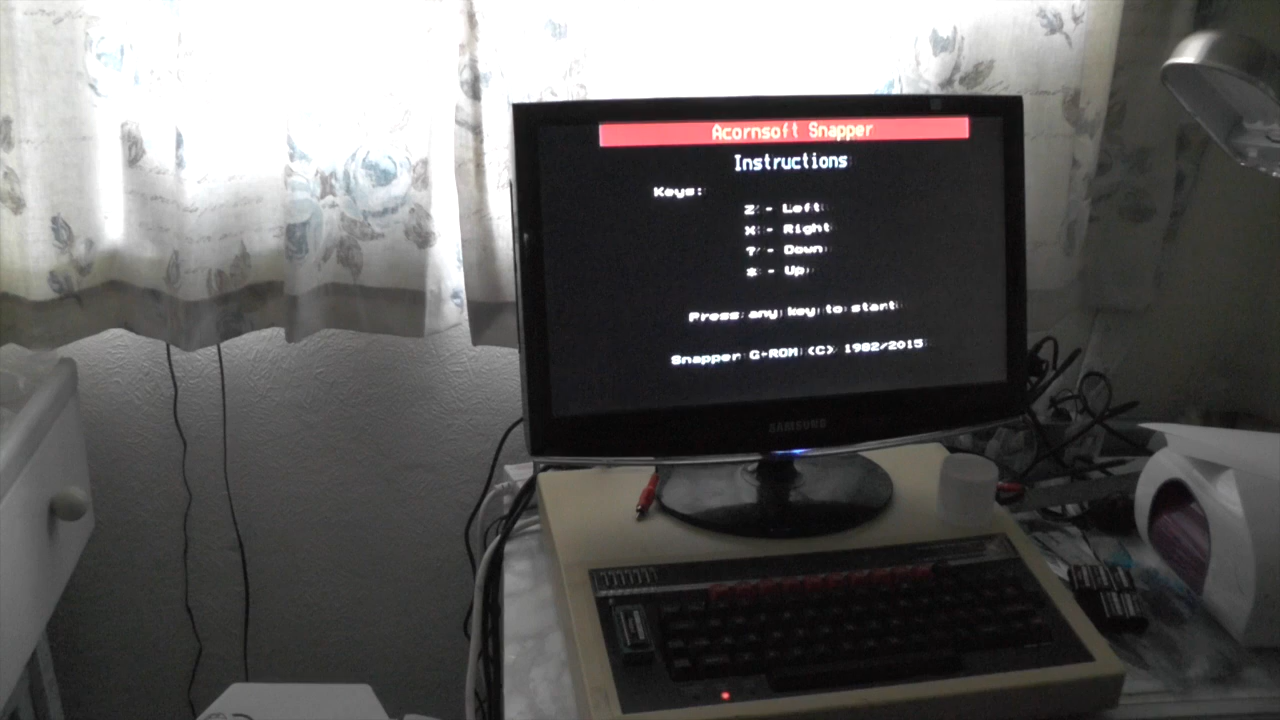 Acornsoft Snapper
Instructions
Keys:
Z - Left
X - Right
? - Down
* - Up
Press any key to start
Snapper G-ROM (C) 1982/2015
SAMSUNG